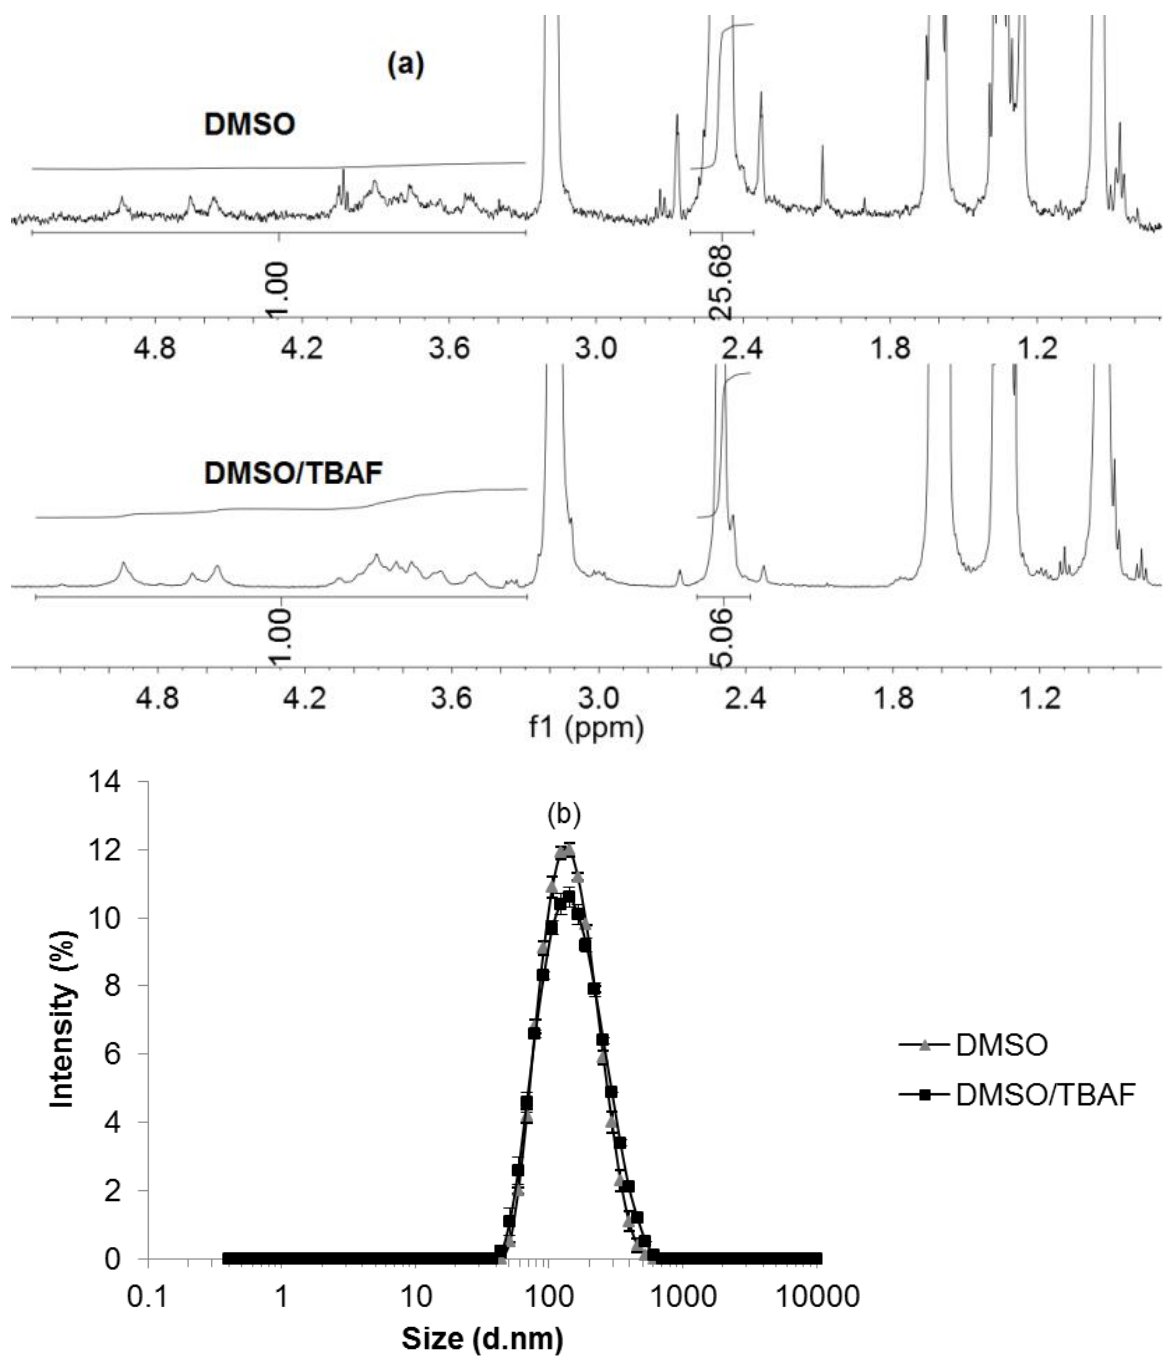 (a)
DMSO
1.00
25.68
4.8 4.2 3.6 3.0 2.4 1.8 1.2
DMSO/TBAF
1.00
5.06
4.8 4.2 3.6 3.0 2.4 1.8 1.2
f1 (ppm)
(b)
14
12
10
8
6
4
2
0
Intensity (%)
0.1 1 10 100 1000 10000
Size (d.nm)
DMSO
DMSO/TBAF